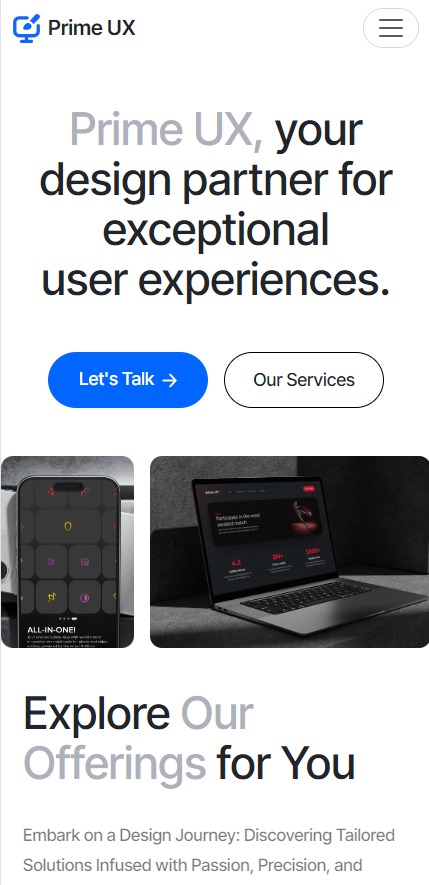 Prime UX
Prime UX, your
design partner for
exceptional
user experiences.
Let's Talk →
Our Services
ALL-IN-ONE!
Participate in the most
awaited match
4.3
2M+
Explore Our
Offerings for You
Embark on a Design Journey: Discovering Tailored
Solutions Infused with Passion, Precision, and